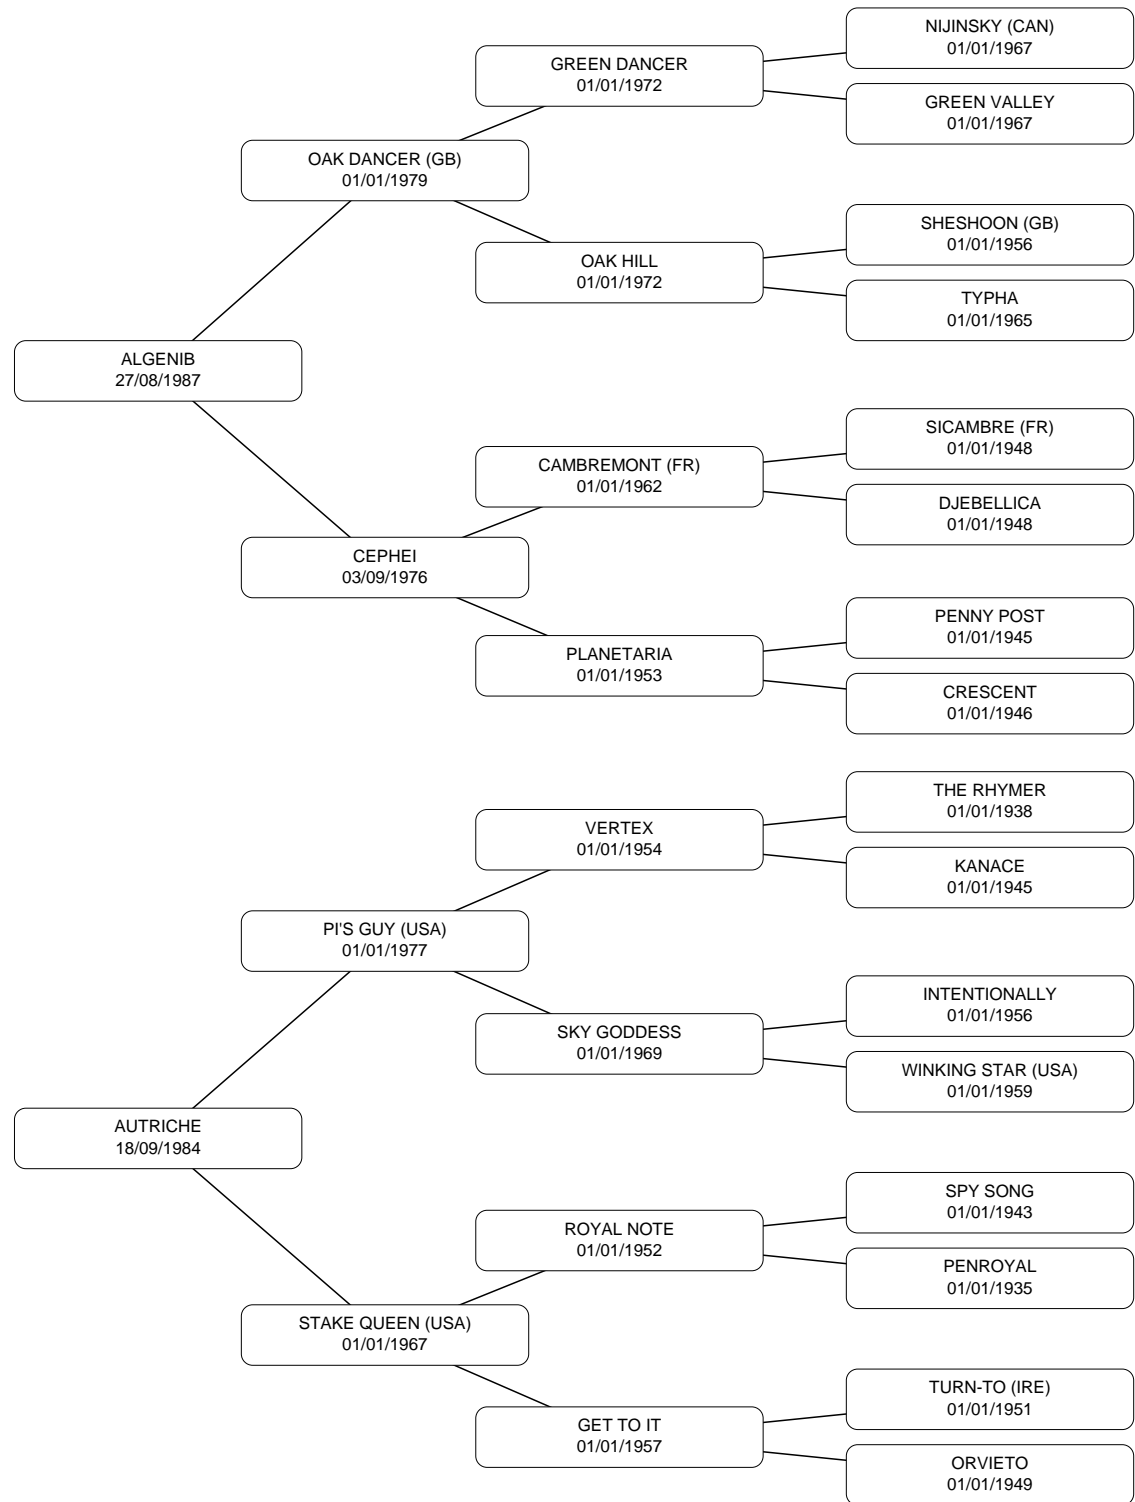 NIJINSKY (CAN)
01/01/1967
GREEN DANCER
01/01/1972
GREEN VALLEY
01/01/1967
OAK DANCER (GB)
01/01/1979
SHESHOON (GB)
01/01/1956
OAK HILL
01/01/1972
TYPHA
01/01/1965
ALGENIB
27/08/1987
SICAMBRE (FR)
01/01/1948
CAMBREMONT (FR)
01/01/1962
DJEBELLICA
01/01/1948
CEPHEI
03/09/1976
PENNY POST
01/01/1945
PLANETARIA
01/01/1953
CRESCENT
01/01/1946
THE RHYMER
01/01/1938
VERTEX
01/01/1954
KANACE
01/01/1945
PI'S GUY (USA)
01/01/1977
INTENTIONALLY
01/01/1956
SKY GODDESS
01/01/1969
WINKING STAR (USA)
01/01/1959
AUTRICHE
18/09/1984
SPY SONG
01/01/1943
ROYAL NOTE
01/01/1952
PENROYAL
01/01/1935
STAKE QUEEN (USA)
01/01/1967
TURN-TO (IRE)
01/01/1951
GET TO IT
01/01/1957
ORVIETO
01/01/1949